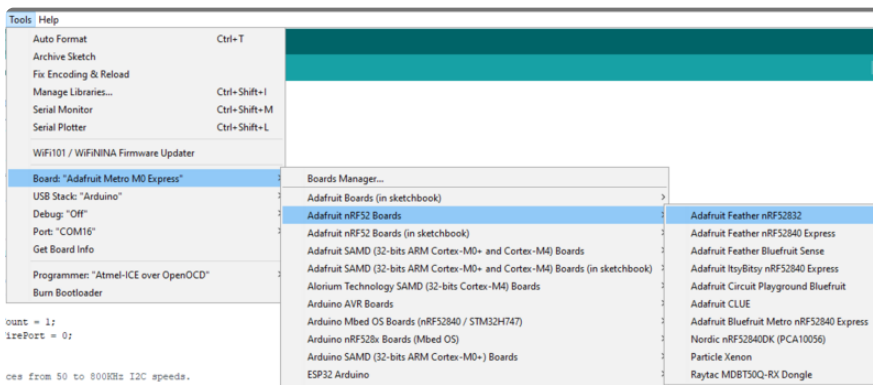 Tools Help
Auto Format Ctrl+T
Archive Sketch
Fix Encoding & Reload
Manage Libraries... Ctrl+Shift+I
Serial Monitor Ctrl+Shift+M
Serial Plotter Ctrl+Shift+L
WiFi101 / WiFiNINA Firmware Updater
Board: "Adafruit Metro M0 Express"
USB Stack: "Arduino"
Debug: "Off"
Port: "COM16"
Get Board Info
Programmer: "Atmel-ICE over OpenOCD"
Burn Bootloader
Boards Manager...
Adafruit Boards (in sketchbook)
Adafruit nRF52 Boards
Adafruit nRF52 Boards (in sketchbook)
Adafruit SAMD (32-bits ARM Cortex-M0+ and Cortex-M4) Boards
Adafruit SAMD (32-bits ARM Cortex-M0+ and Cortex-M4) Boards (in sketchbook)
Alorium Technology SAMD (32-bits Cortex-M4) Boards
Arduino AVR Boards
Arduino Mbed OS Boards (nRF52840 / STM32H747)
Arduino nRF528x Boards (Mbed OS)
Arduino SAMD (32-bits ARM Cortex-M0+) Boards
ESP32 Arduino
Adafruit Feather nRF52832
Adafruit Feather nRF52840 Express
Adafruit Feather Bluefruit Sense
Adafruit ItsyBitsy nRF52840 Express
Adafruit Circuit Playground Bluefruit
Adafruit CLUE
Adafruit Bluefruit Metro nRF52840 Express
Nordic nRF52840DK (PCA10056)
Particle Xenon
Raytac MDBT50Q-RX Dongle
ount = 1;
irePort = 0;
ces from 50 to 800KHz I2C speeds.